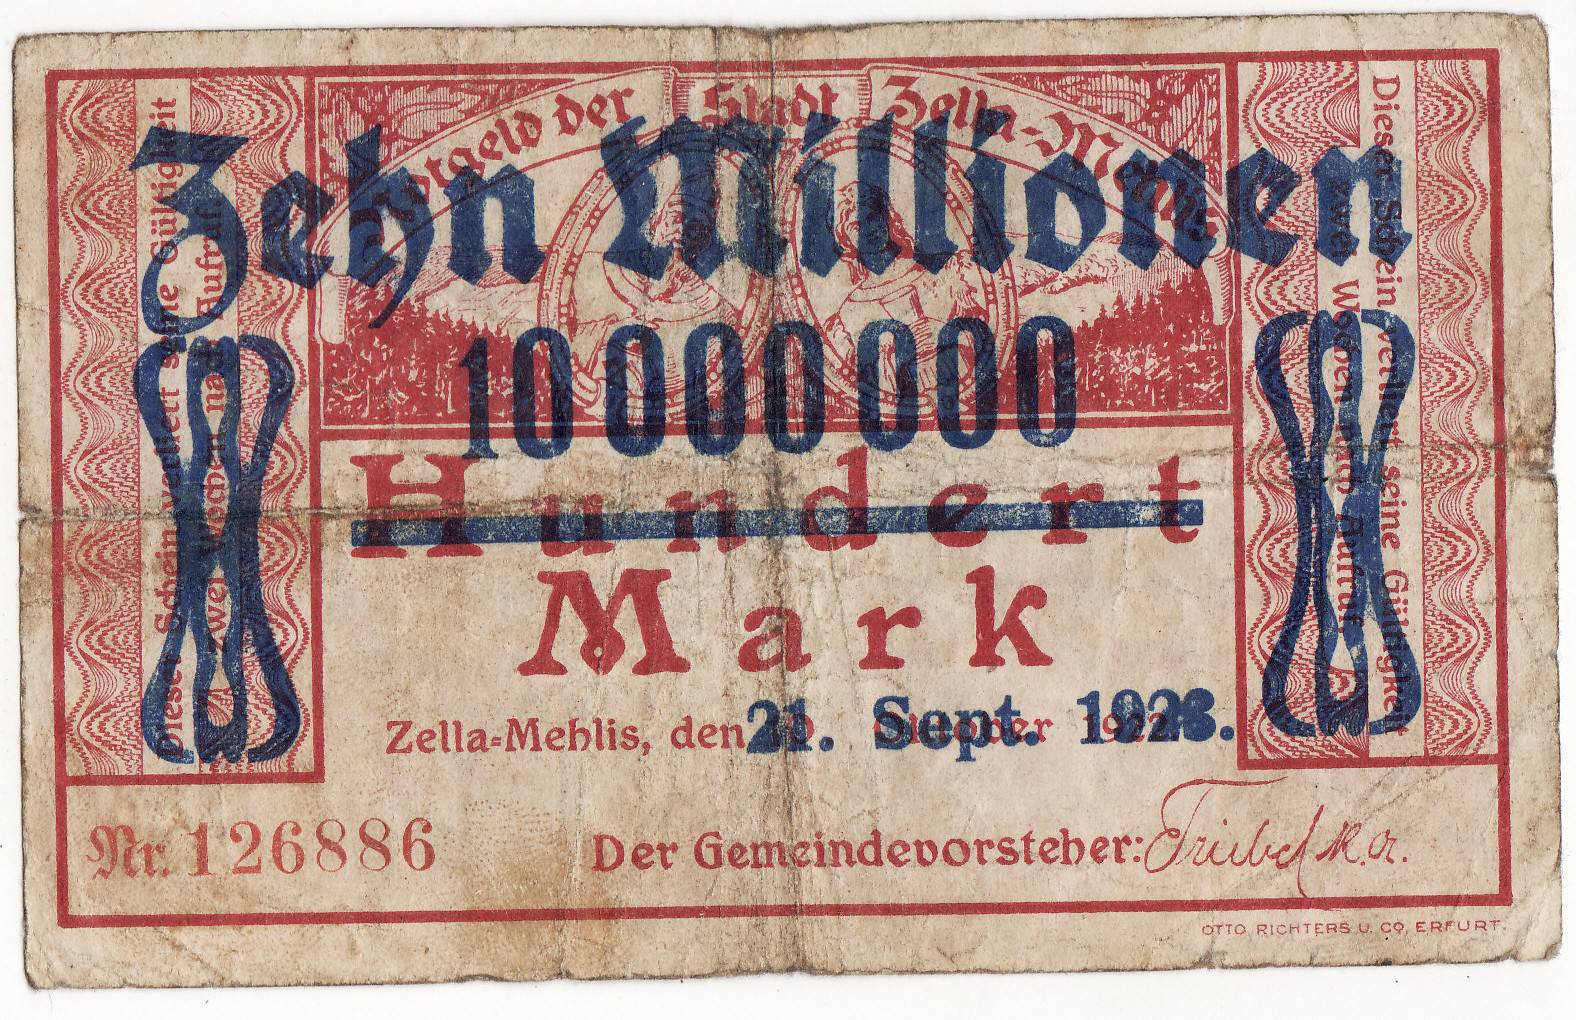 Notgeld der Stadt Zella-Mehlis
Zehn Millionen
10000000
Hundert
Mark
Zella-Mehlis, den 21. Sept. 1923.
Nr. 126886
Der Gemeindevorsteher: Triebel
OTTO RICHTERS U. CO, ERFURT.
Dieser Schein verliert seine Gültigkeit
zwei Wochen nach Aufruf.
Dieser Schein verliert seine Gültigkeit
zwei Wochen nach Aufruf.